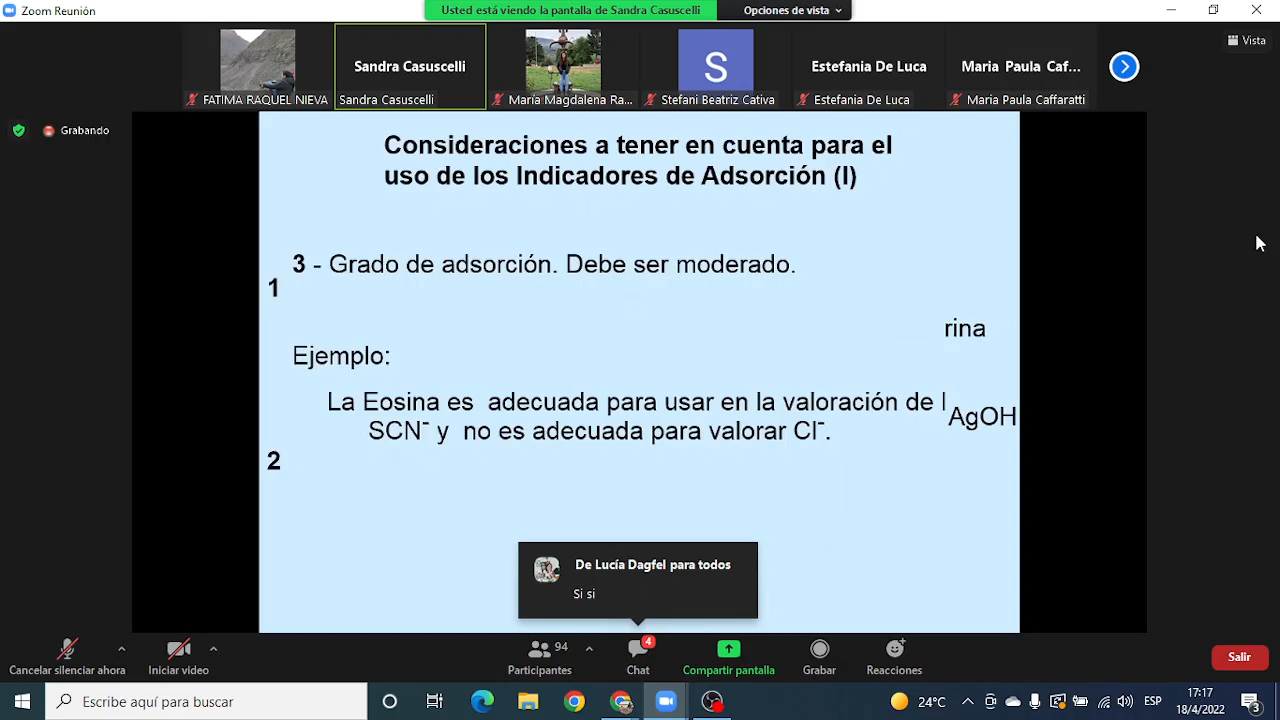 Zoom Reunión
Usted está viendo la pantalla de Sandra Casuscelli
Opciones de vista
Vista
Sandra Casuscelli
S
Estefania De Luca
Maria Paula Caf...
FATIMA RAQUEL NIEVA
Sandra Casuscelli
María Magdalena Ra...
Stefani Beatriz Cativa
Estefania De Luca
Maria Paula Caffaratti
Grabando
Consideraciones a tener en cuenta para el
uso de los Indicadores de Adsorción (I)
3 - Grado de adsorción. Debe ser moderado.
1
rina
Ejemplo:
La Eosina es adecuada para usar en la valoración de
AgOH
SCN⁻ y no es adecuada para valorar Cl⁻.
2
De Lucía Dagfel para todos
Si si
94
4
Cancelar silenciar ahora
Iniciar video
Participantes
Chat
Compartir pantalla
Grabar
Reacciones
Salir
Escribe aquí para buscar
24°C
ESP
17:17
18/4/2022
3